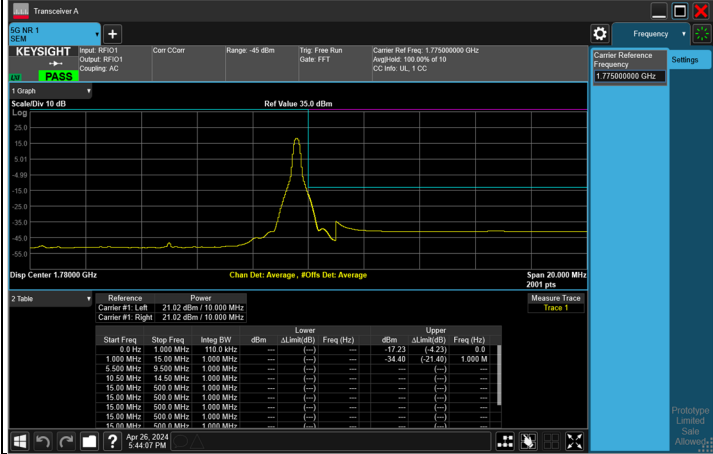 Transceiver A
5G NR 1
SEM
Frequency
KEYSIGHT
Input: RFIO1
Output: RFIO1
Coupling: AC
Corr CCorr
Range: -45 dBm
Trig: Free Run
Gate: FFT
Carrier Ref Freq: 1.775000000 GHz
Avg|Hold: 100.00% of 10
CC Info: UL, 1 CC
LXI
PASS
Carrier Reference
Frequency
1.775000000 GHz
Settings
1 Graph
Scale/Div 10 dB
Ref Value 35.0 dBm
Log
25.0
15.0
5.01
-4.99
-15.0
-25.0
-35.0
-45.0
-55.0
Disp Center 1.78000 GHz
Chan Det: Average , #Offs Det: Average
Span 20.000 MHz
2001 pts
2 Table
Measure Trace
Trace 1
Reference Power
Carrier #1: Left 21.02 dBm / 10.000 MHz
Carrier #1: Right 21.02 dBm / 10.000 MHz
Lower Upper
Start Freq Stop Freq Integ BW dBm ΔLimit(dB) Freq (Hz) dBm ΔLimit(dB) Freq (Hz)
0.0 Hz 1.000 MHz 110.0 kHz --- (---) --- -17.23 (-4.23) 0.0
1.000 MHz 15.00 MHz 1.000 MHz --- (---) --- -34.40 (-21.40) 1.000 M
5.500 MHz 9.500 MHz 1.000 MHz --- (---) --- --- (---) ---
10.50 MHz 14.50 MHz 1.000 MHz --- (---) --- --- (---) ---
15.00 MHz 500.0 MHz 1.000 MHz --- (---) --- --- (---) ---
15.00 MHz 500.0 MHz 1.000 MHz --- (---) --- --- (---) ---
15.00 MHz 500.0 MHz 1.000 MHz --- (---) --- --- (---) ---
15.00 MHz 500.0 MHz 1.000 MHz --- (---) --- --- (---) ---
Prototype
Limited
Sale
Allowed
?
Apr 26, 2024
5:44:07 PM